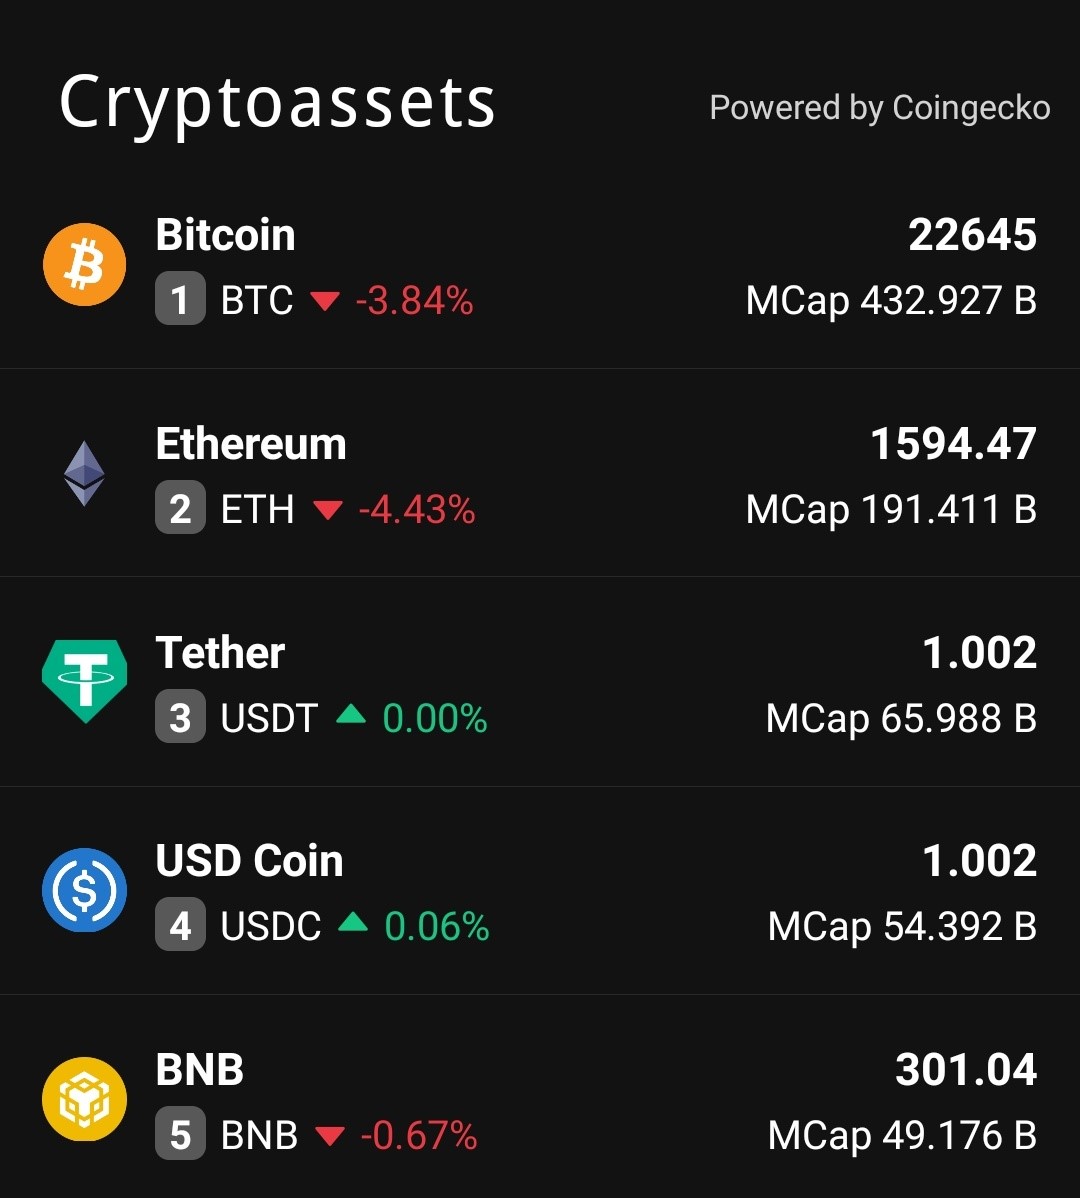 Cryptoassets
Powered by Coingecko
Bitcoin 22645
1 BTC -3.84% MCap 432.927 B
Ethereum 1594.47
2 ETH -4.43% MCap 191.411 B
Tether 1.002
3 USDT 0.00% MCap 65.988 B
USD Coin 1.002
4 USDC 0.06% MCap 54.392 B
BNB 301.04
5 BNB -0.67% MCap 49.176 B